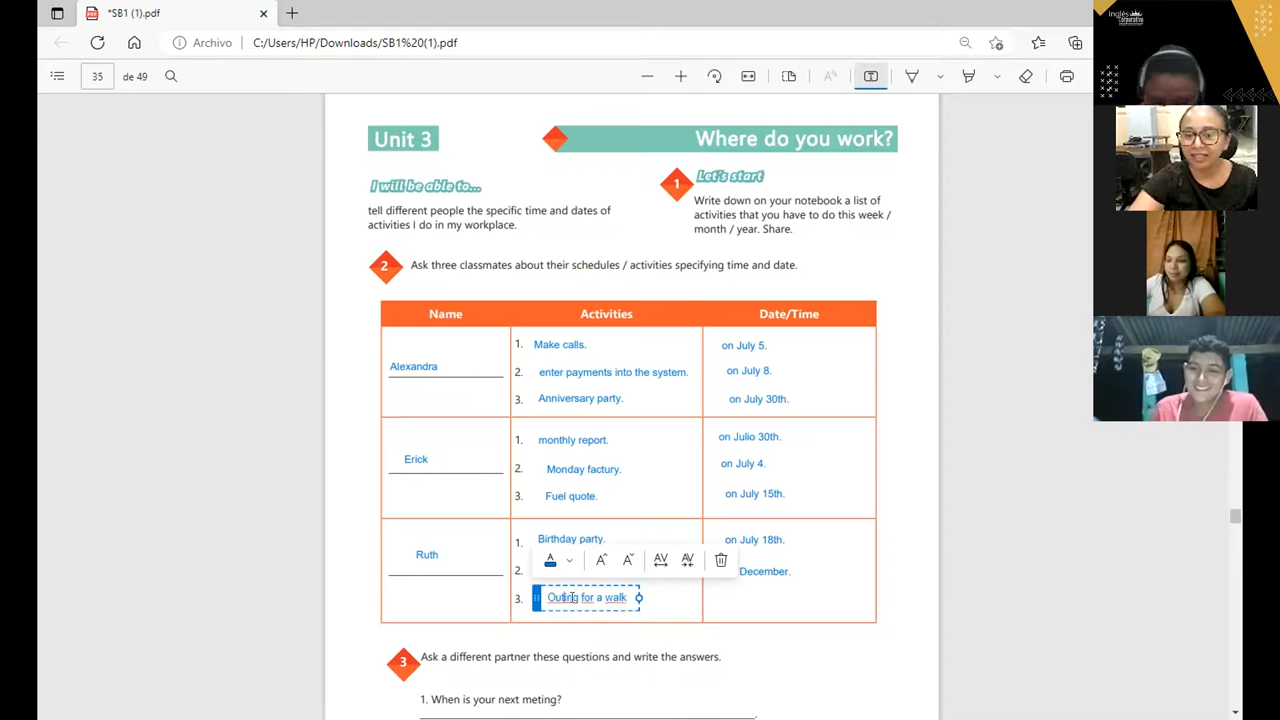 *SB1 (1).pdf
Archivo
C:/Users/HP/Downloads/SB1%20(1).pdf
35
de 49
Inglés
Corporativo
Unit 3
Where do you work?
I will be able to...
tell different people the specific time and dates of
activities I do in my workplace.
1
Let's start
Write down on your notebook a list of
activities that you have to do this week /
month / year. Share.
2
Ask three classmates about their schedules / activities specifying time and date.
Name
Activities
Date/Time
Alexandra
1. Make calls.
on July 5.
2. enter payments into the system.
on July 8.
3. Anniversary party.
on July 30th.
Erick
1. monthly report.
on Julio 30th.
2. Monday factury.
on July 4.
3. Fuel quote.
on July 15th.
Ruth
1. Birthday party.
on July 18th.
2.
December.
3. Outing for a walk
3
Ask a different partner these questions and write the answers.
1. When is your next meting?